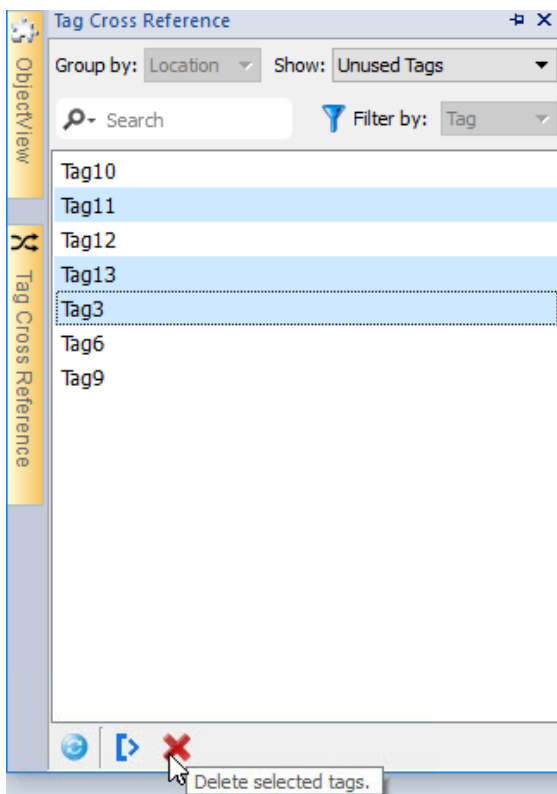 Tag Cross Reference
Group by: Location Show: Unused Tags
Search Filter by: Tag
Tag10
Tag11
Tag12
Tag13
Tag3
Tag6
Tag9
ObjectView
Tag Cross Reference
Delete selected tags.